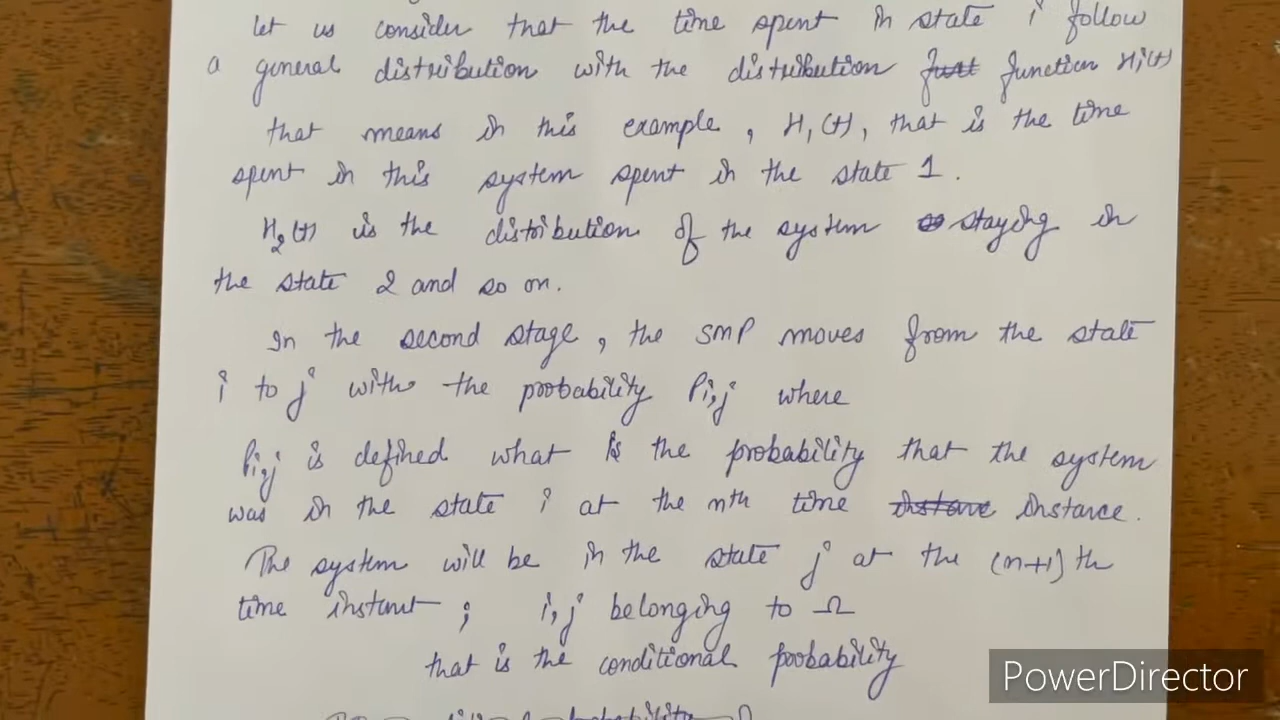 let us consider that the time spent in state i follow
a general distribution with the distribution function Hi(t)
that means in this example, H1(t), that is the time
spent in this system spent in the state 1.
H2(t) is the distribution of the system staying in
the state 2 and so on.
In the second stage, the SMP moves from the state
i to j with the probability Pi,j where
Pi,j is defined what is the probability that the system
was in the state i at the nth time instance.
The system will be in the state j at the (n+1)th
time instant; i,j belonging to Ω
that is the conditional probability
PowerDirector